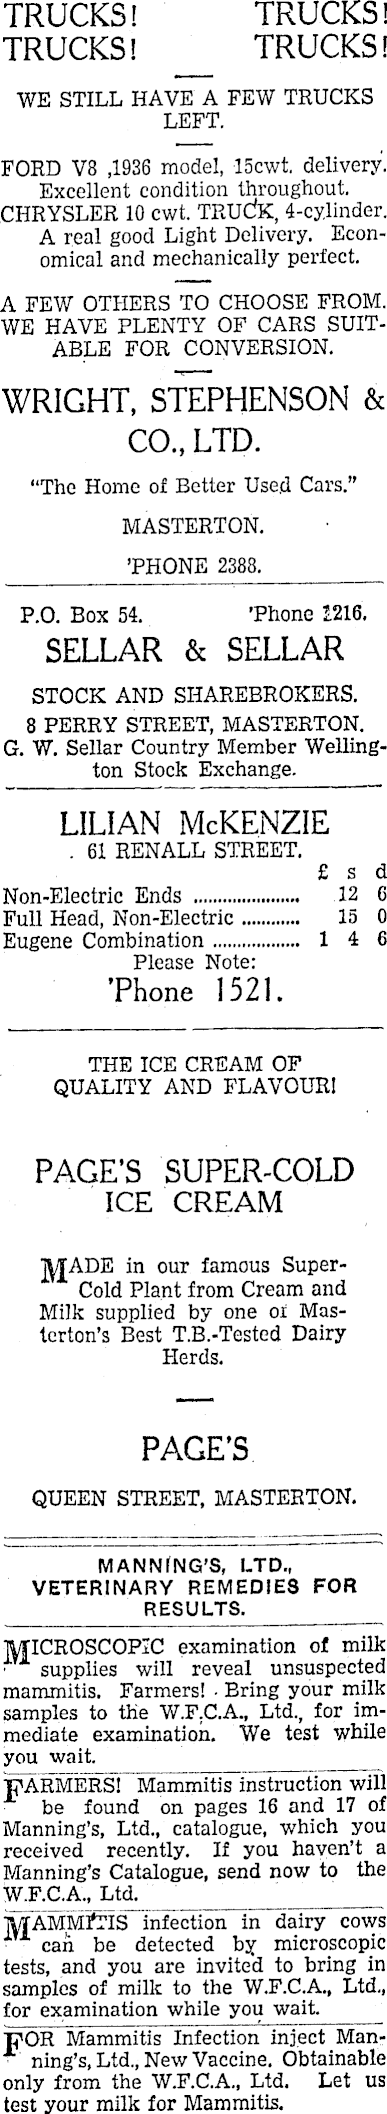 TRUCKS! TRUCKS!
TRUCKS! TRUCKS!
WE STILL HAVE A FEW TRUCKS
LEFT.
FORD V8 ,1936 model, 15cwt. delivery.
Excellent condition throughout.
CHRYSLER 10 cwt. TRUCK, 4-cylinder.
A real good Light Delivery. Econ-
omical and mechanically perfect.
A FEW OTHERS TO CHOOSE FROM.
WE HAVE PLENTY OF CARS SUIT-
ABLE FOR CONVERSION.
WRIGHT, STEPHENSON &
CO., LTD.
"The Home of Better Used Cars."
MASTERTON.
'PHONE 2388.
P.O. Box 54. 'Phone 1216.
SELLAR & SELLAR
STOCK AND SHAREBROKERS.
8 PERRY STREET, MASTERTON.
G. W. Sellar Country Member Welling-
ton Stock Exchange.
LILIAN McKENZIE
61 RENALL STREET.
£ s d
Non-Electric Ends ...................... 12 6
Full Head, Non-Electric ............ 15 0
Eugene Combination .................. 1 4 6
Please Note:
'Phone 1521.
THE ICE CREAM OF
QUALITY AND FLAVOUR!
PAGE'S SUPER-COLD
ICE CREAM
MADE in our famous Super-
Cold Plant from Cream and
Milk supplied by one of Mas-
terton's Best T.B.-Tested Dairy
Herds.
PAGE'S
QUEEN STREET, MASTERTON.
MANNING'S, LTD.,
VETERINARY REMEDIES FOR
RESULTS.
MICROSCOPIC examination of milk
supplies will reveal unsuspected
mammitis. Farmers! Bring your milk
samples to the W.F.C.A., Ltd., for im-
mediate examination. We test while
you wait.
FARMERS! Mammitis instruction will
be found on pages 16 and 17 of
Manning's, Ltd., catalogue, which you
received recently. If you haven't a
Manning's Catalogue, send now to the
W.F.C.A., Ltd.
MAMMITIS infection in dairy cows
can be detected by microscopic
tests, and you are invited to bring in
samples of milk to the W.F.C.A., Ltd.,
for examination while you wait.
FOR Mammitis Infection inject Man-
ning's, Ltd., New Vaccine. Obtainable
only from the W.F.C.A., Ltd. Let us
test your milk for Mammitis.